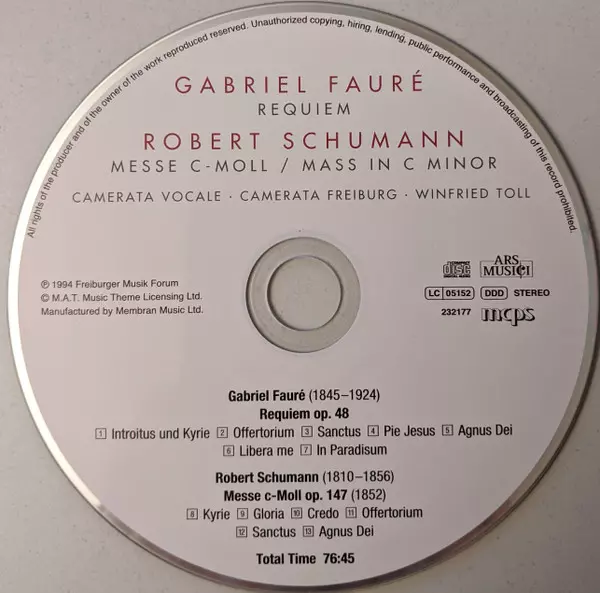 All rights of the producer and of the owner of the work reproduced reserved. Unauthorized copying, hiring, lending, public performance and broadcasting of this record prohibited.
GABRIEL FAURÉ
REQUIEM
ROBERT SCHUMANN
MESSE C-MOLL / MASS IN C MINOR
CAMERATA VOCALE · CAMERATA FREIBURG · WINFRIED TOLL
℗ 1994 Freiburger Musik Forum
© M.A.T. Music Theme Licensing Ltd.
Manufactured by Membran Music Ltd.
COMPACT disc DIGITAL AUDIO
ARS MUSICI
LC 05152 DDD STEREO
232177 mcps
Gabriel Fauré (1845–1924)
Requiem op. 48
1 Introitus und Kyrie 2 Offertorium 3 Sanctus 4 Pie Jesus 5 Agnus Dei
6 Libera me 7 In Paradisum
Robert Schumann (1810–1856)
Messe c-Moll op. 147 (1852)
8 Kyrie 9 Gloria 10 Credo 11 Offertorium
12 Sanctus 13 Agnus Dei
Total Time 76:45